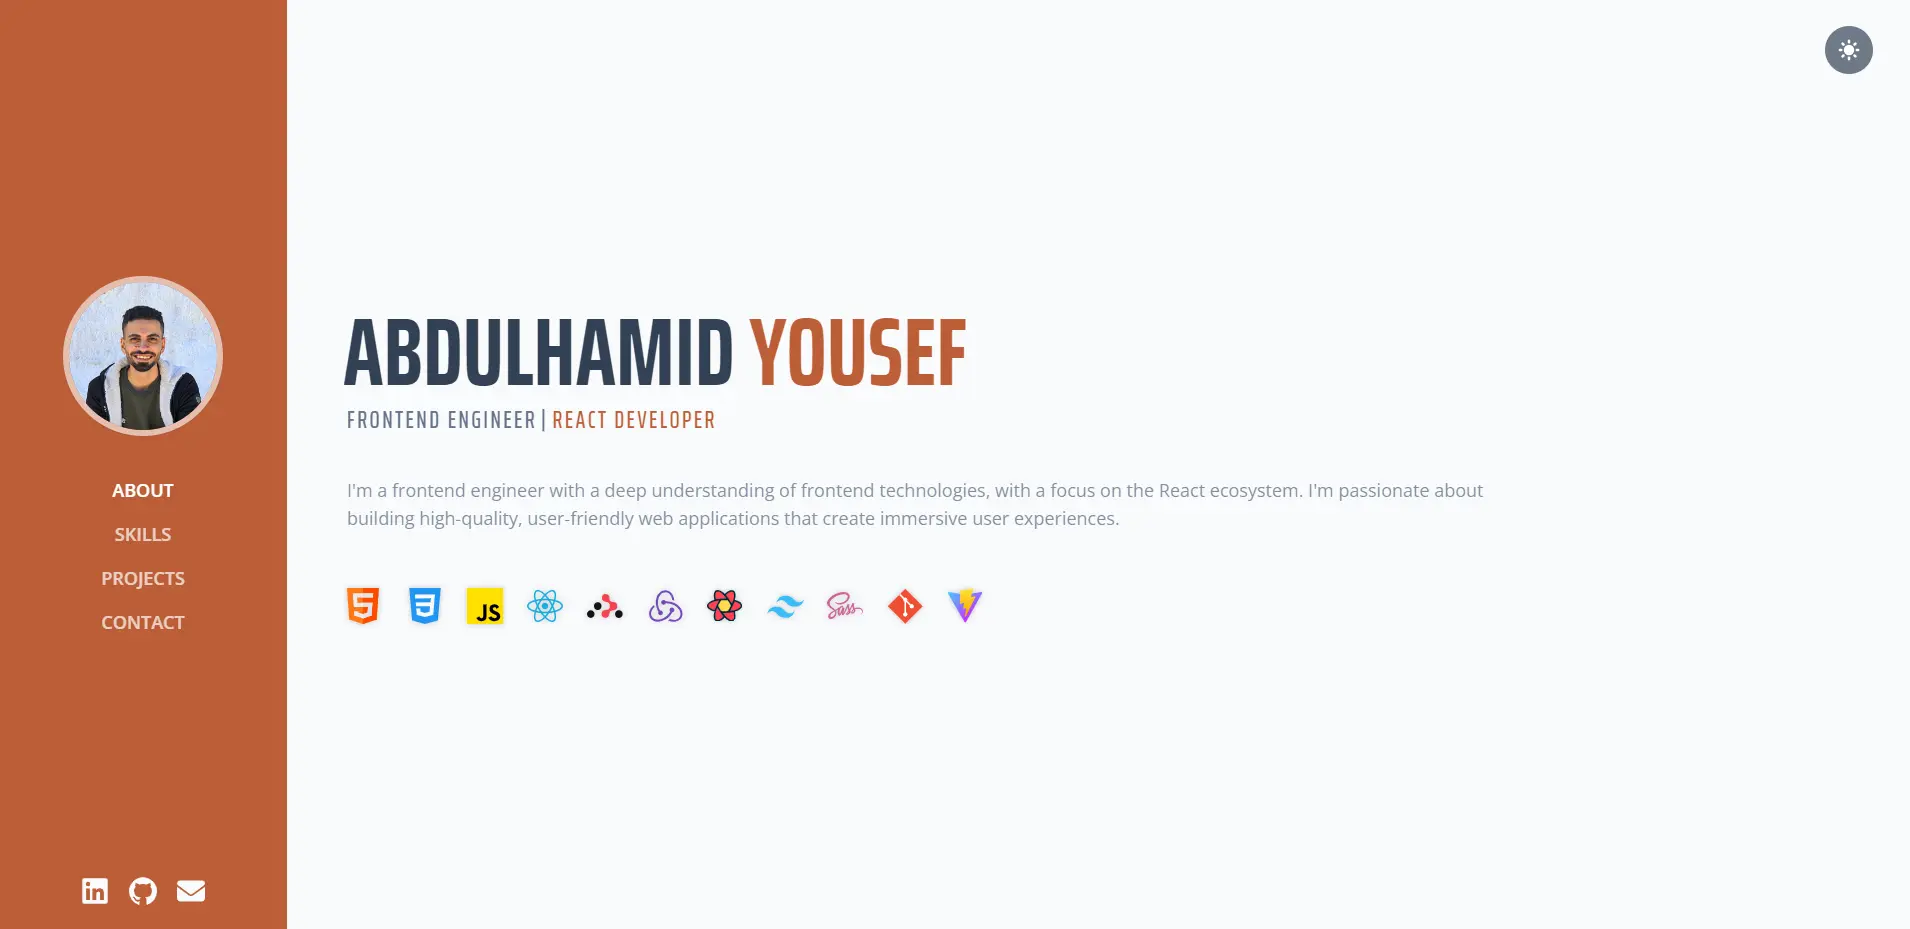 ABOUT
SKILLS
PROJECTS
CONTACT
in
ABDULHAMID YOUSEF
FRONTEND ENGINEER | REACT DEVELOPER
I'm a frontend engineer with a deep understanding of frontend technologies, with a focus on the React ecosystem. I'm passionate about
building high-quality, user-friendly web applications that create immersive user experiences.
5 3 JS Sass